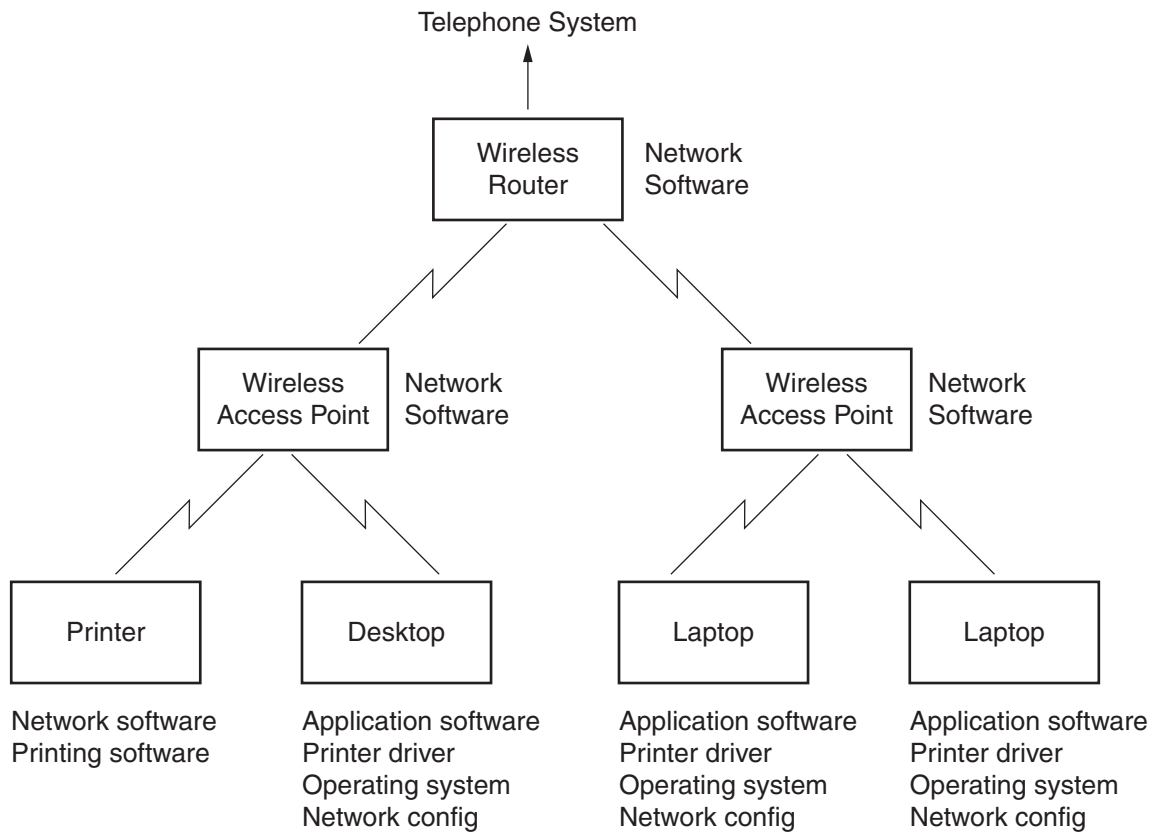 Telephone System
Wireless
Router
Network
Software
Wireless
Access Point
Network
Software
Wireless
Access Point
Network
Software
Printer
Desktop
Laptop
Laptop
Network software
Printing software
Application software
Printer driver
Operating system
Network config
Application software
Printer driver
Operating system
Network config
Application software
Printer driver
Operating system
Network config